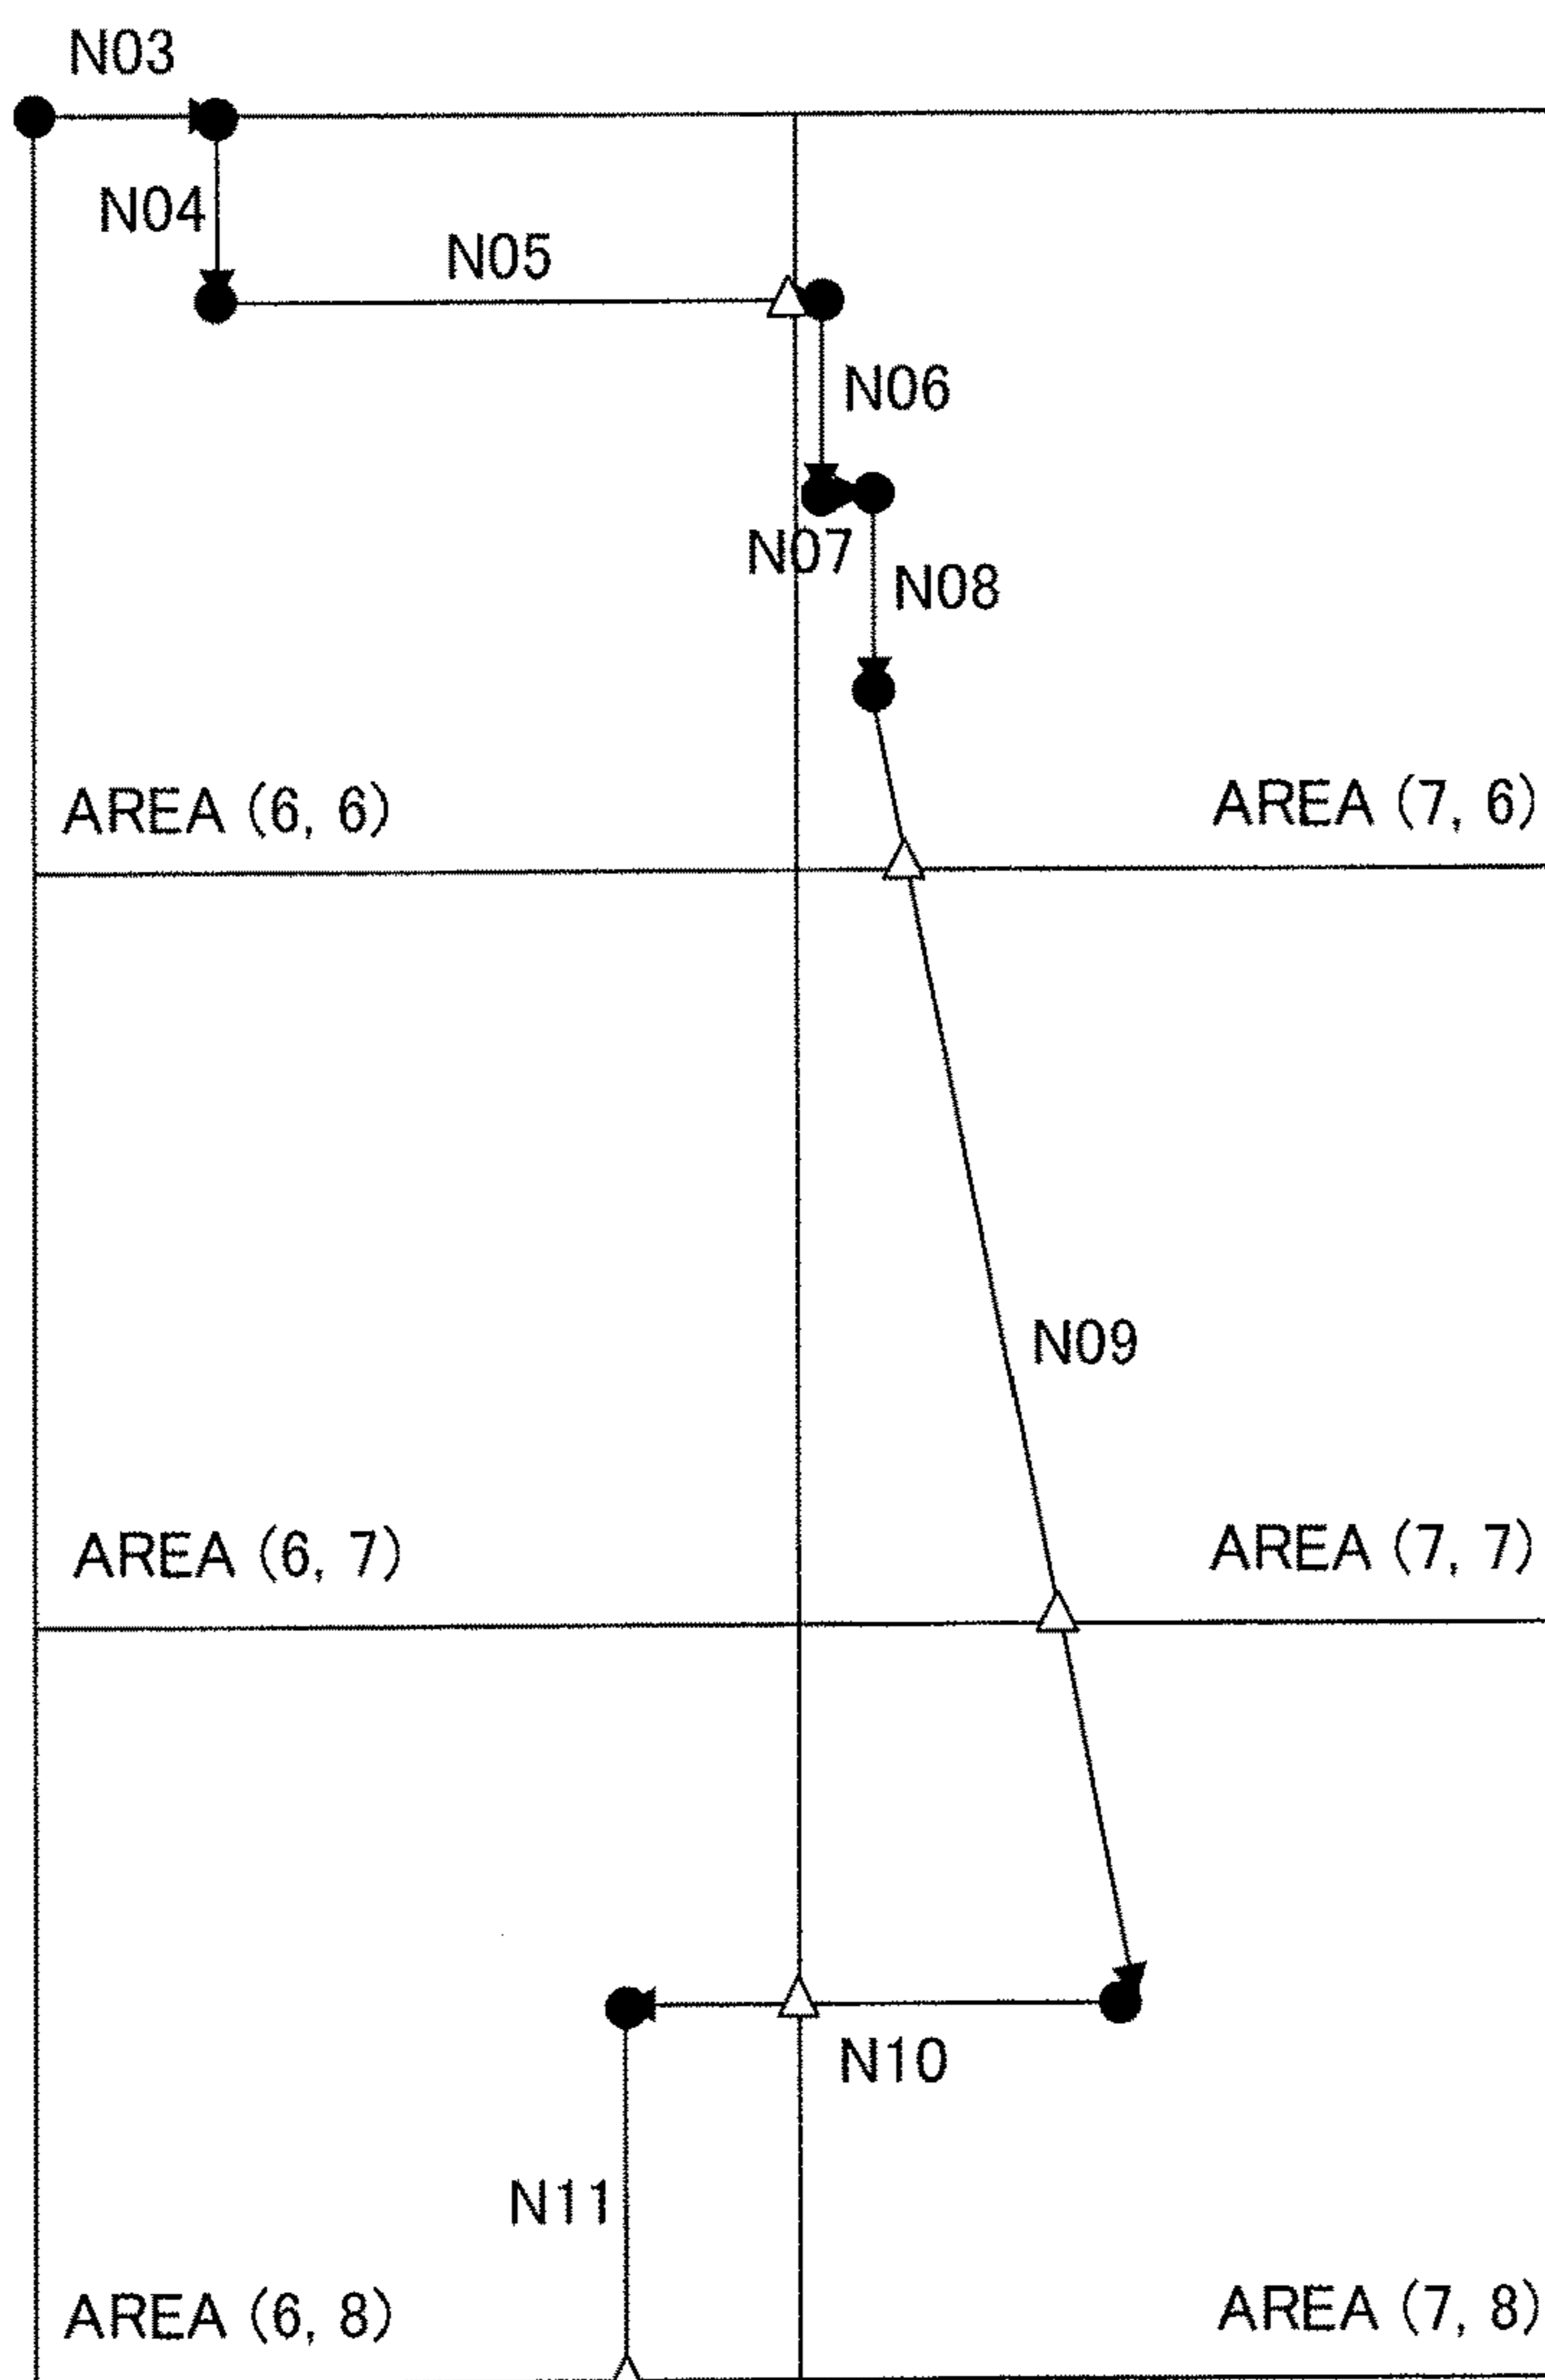 N03
N04
N05
N06
N07
N08
AREA (6, 6)
AREA (7, 6)
N09
AREA (6, 7)
AREA (7, 7)
N10
N11
AREA (6, 8)
AREA (7, 8)